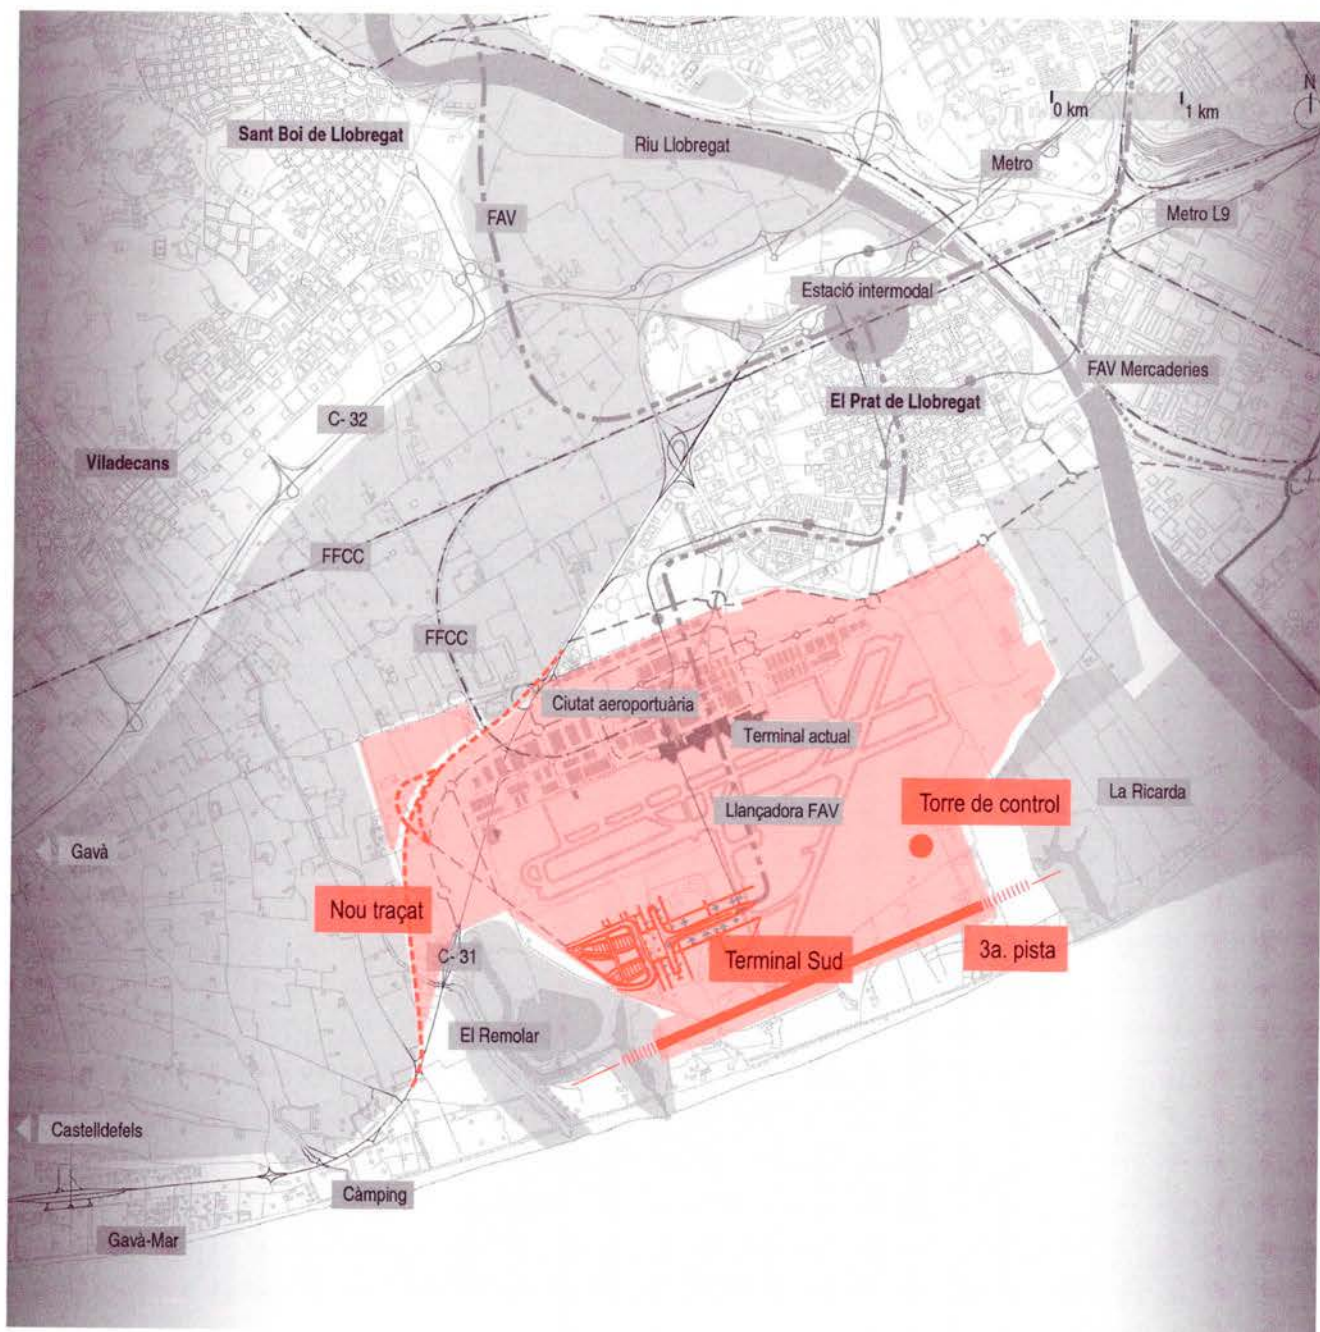 N
0 km
1 km
Sant Boi de Llobregat
Riu Llobregat
Metro
FAV
Metro L9
Estació intermodal
FAV Mercaderies
El Prat de Llobregat
C- 32
Viladecans
FFCC
FFCC
Ciutat aeroportuària
Terminal actual
La Ricarda
Torre de control
Llançadora FAV
Gavà
Nou traçat
3a. pista
C- 31
Terminal Sud
El Remolar
Castelldefels
Càmping
Gavà-Mar